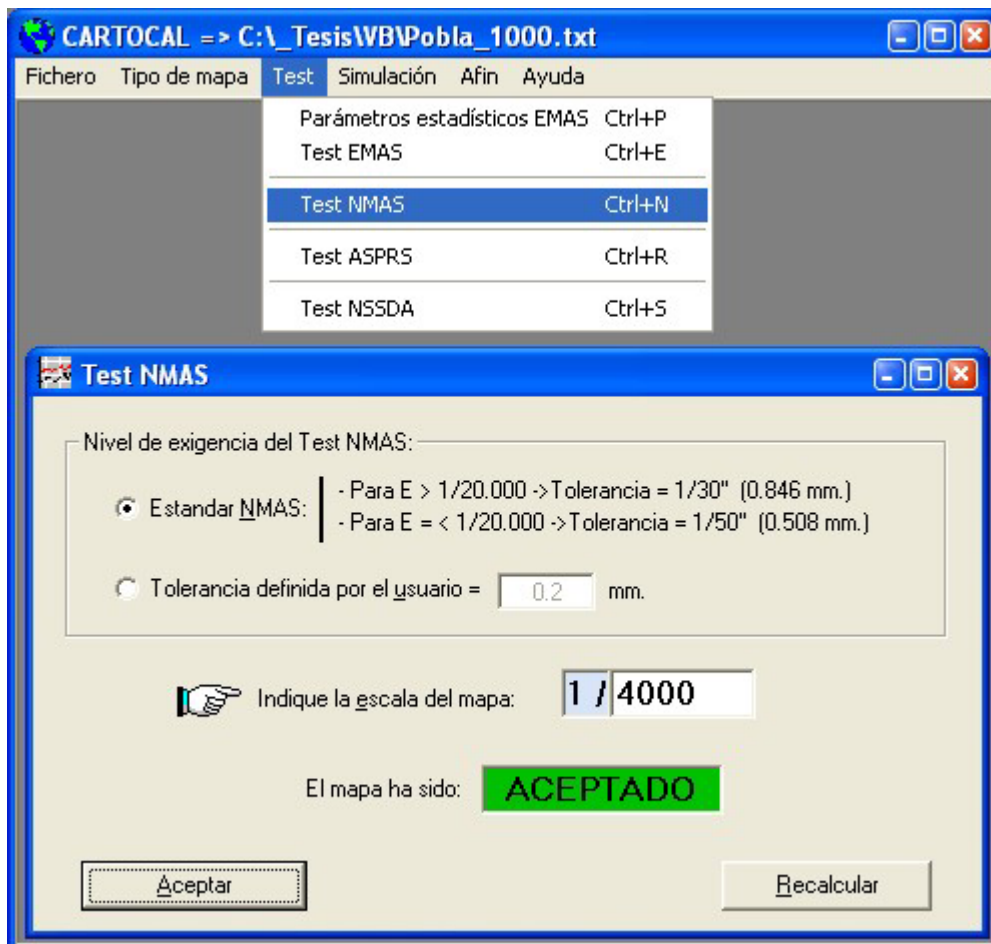 CARTOCAL => C:\_Tesis\VB\Pobla_1000.txt
Fichero Tipo de mapa Test Simulación Afin Ayuda
Parámetros estadísticos EMAS Ctrl+P
Test EMAS Ctrl+E
Test NMAS Ctrl+N
Test ASPRS Ctrl+R
Test NSSDA Ctrl+S
Test NMAS
Nivel de exigencia del Test NMAS:
Estandar NMAS:
- Para E > 1/20.000 ->Tolerancia = 1/30" (0.846 mm.)
- Para E = < 1/20.000 ->Tolerancia = 1/50" (0.508 mm.)
Tolerancia definida por el usuario = 0.2 mm.
Indique la escala del mapa: 1 / 4000
El mapa ha sido: ACEPTADO
Aceptar Recalcular